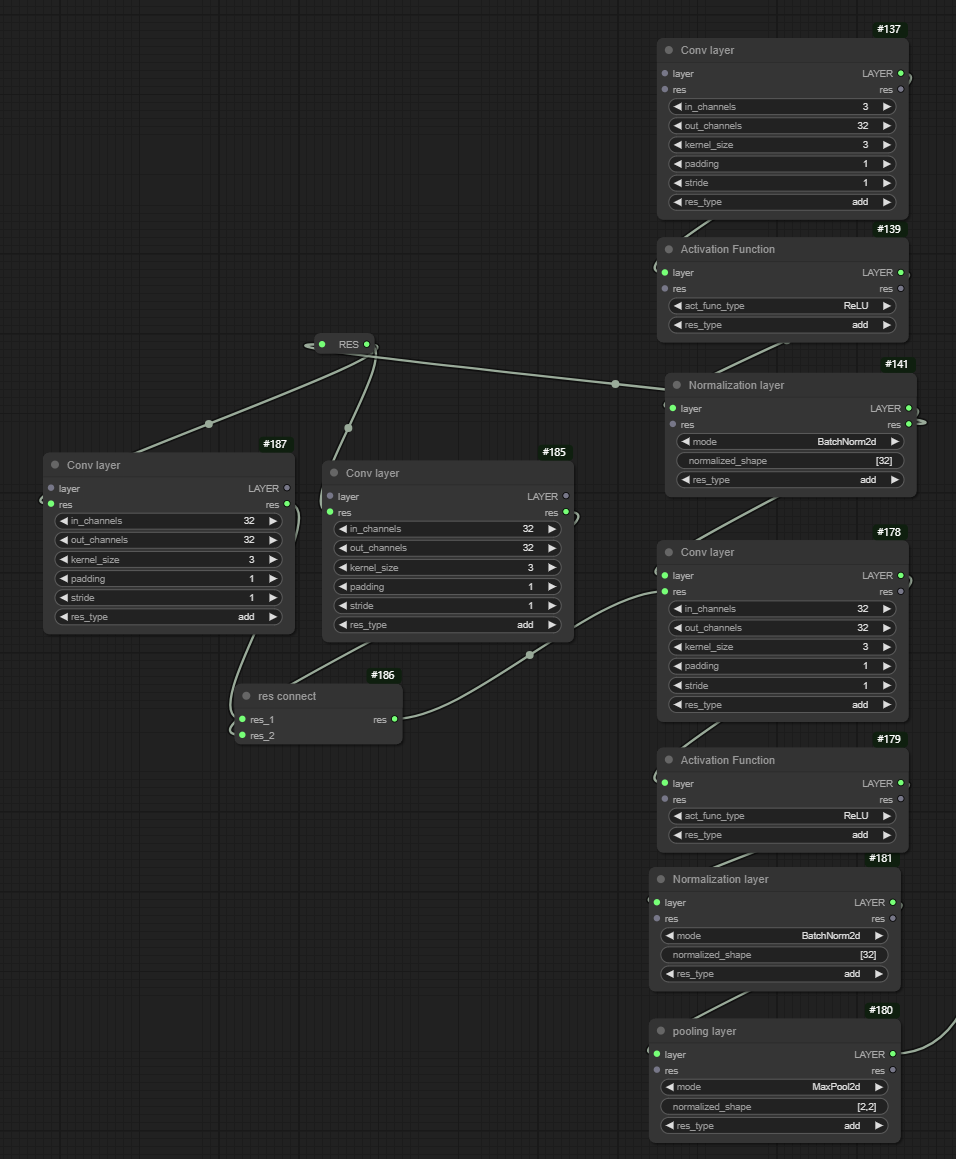 #137
Conv layer
layer LAYER
res res
in_channels 3
out_channels 32
kernel_size 3
padding 1
stride 1
res_type add
#139
Activation Function
layer LAYER
res res
act_func_type ReLU
res_type add
RES
#141
Normalization layer
layer LAYER
res res
mode BatchNorm2d
normalized_shape [32]
res_type add
#187
Conv layer
layer LAYER
res res
in_channels 32
out_channels 32
kernel_size 3
padding 1
stride 1
res_type add
#185
Conv layer
layer LAYER
res res
in_channels 32
out_channels 32
kernel_size 3
padding 1
stride 1
res_type add
#186
res connect
res_1 res
res_2
#178
Conv layer
layer LAYER
res res
in_channels 32
out_channels 32
kernel_size 3
padding 1
stride 1
res_type add
#179
Activation Function
layer LAYER
res res
act_func_type ReLU
res_type add
#181
Normalization layer
layer LAYER
res res
mode BatchNorm2d
normalized_shape [32]
res_type add
#180
pooling layer
layer LAYER
res res
mode MaxPool2d
normalized_shape [2,2]
res_type add